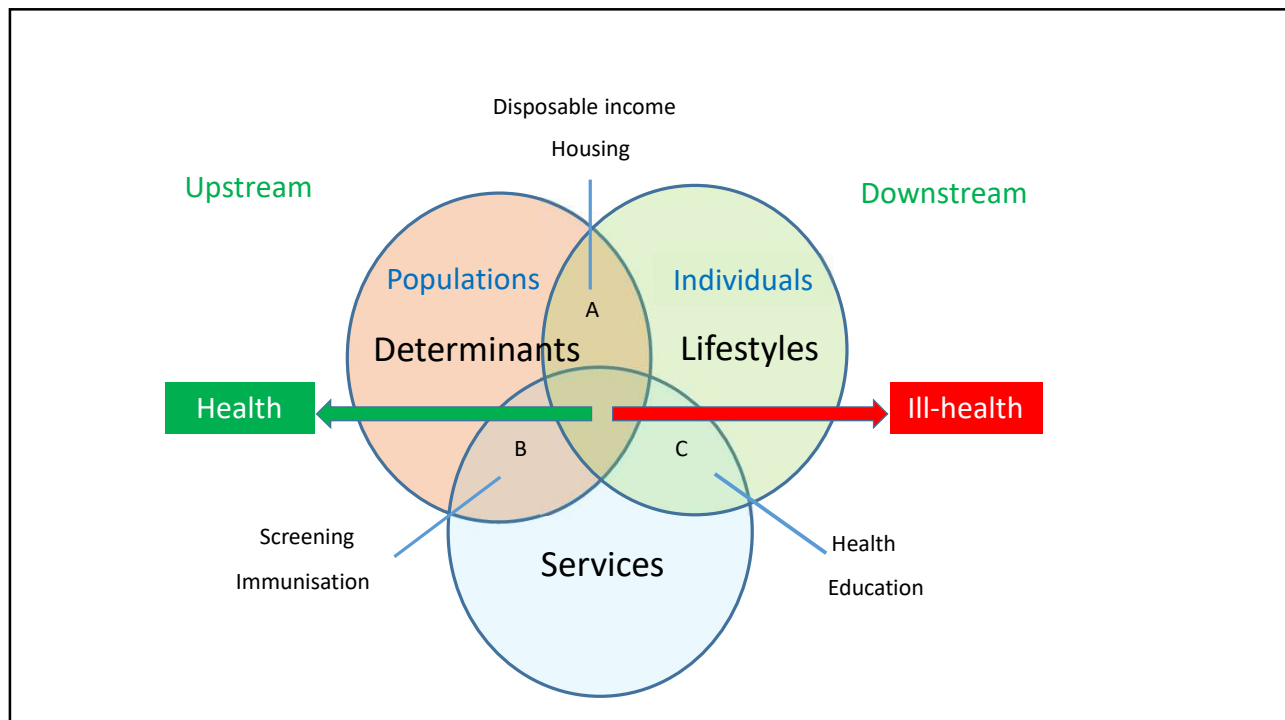 Disposable income
Housing
Upstream
Downstream
Populations
Individuals
A
Determinants
Lifestyles
Health
Ill-health
B
C
Screening
Immunisation
Services
Health
Education